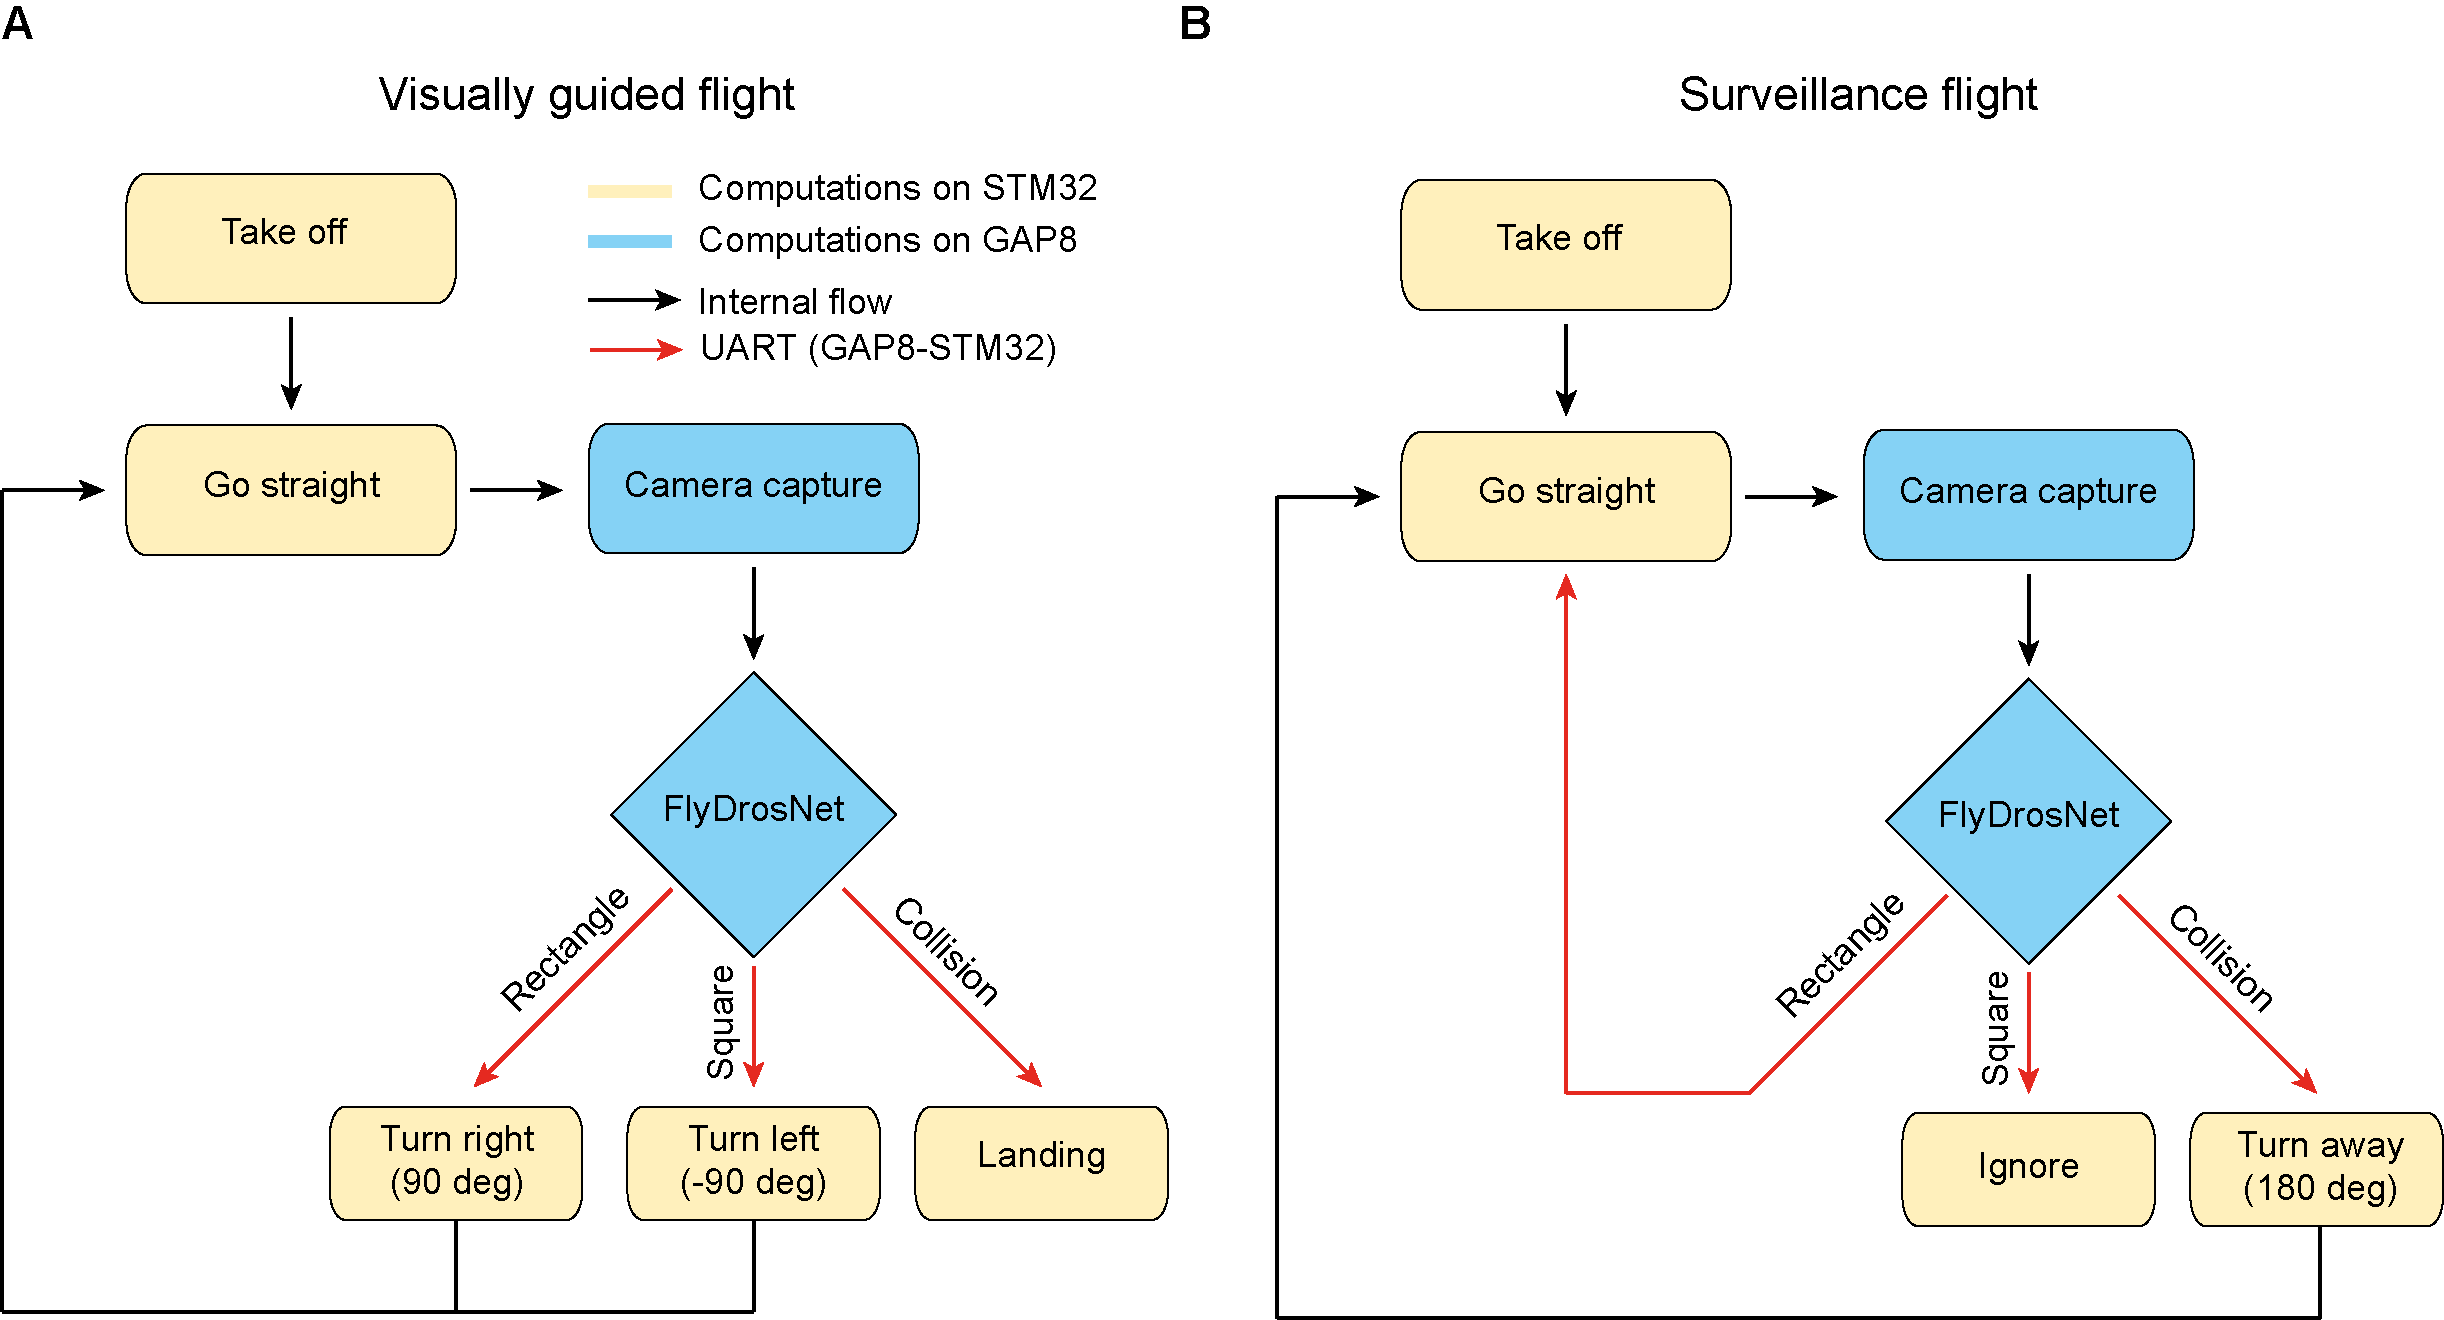 A
Visually guided flight
Take off
Computations on STM32
Computations on GAP8
Internal flow
UART (GAP8-STM32)
Go straight
Camera capture
FlyDrosNet
Rectangle
Square
Collision
Turn right
(90 deg)
Turn left
(-90 deg)
Landing
B
Surveillance flight
Take off
Go straight
Camera capture
FlyDrosNet
Rectangle
Square
Collision
Ignore
Turn away
(180 deg)